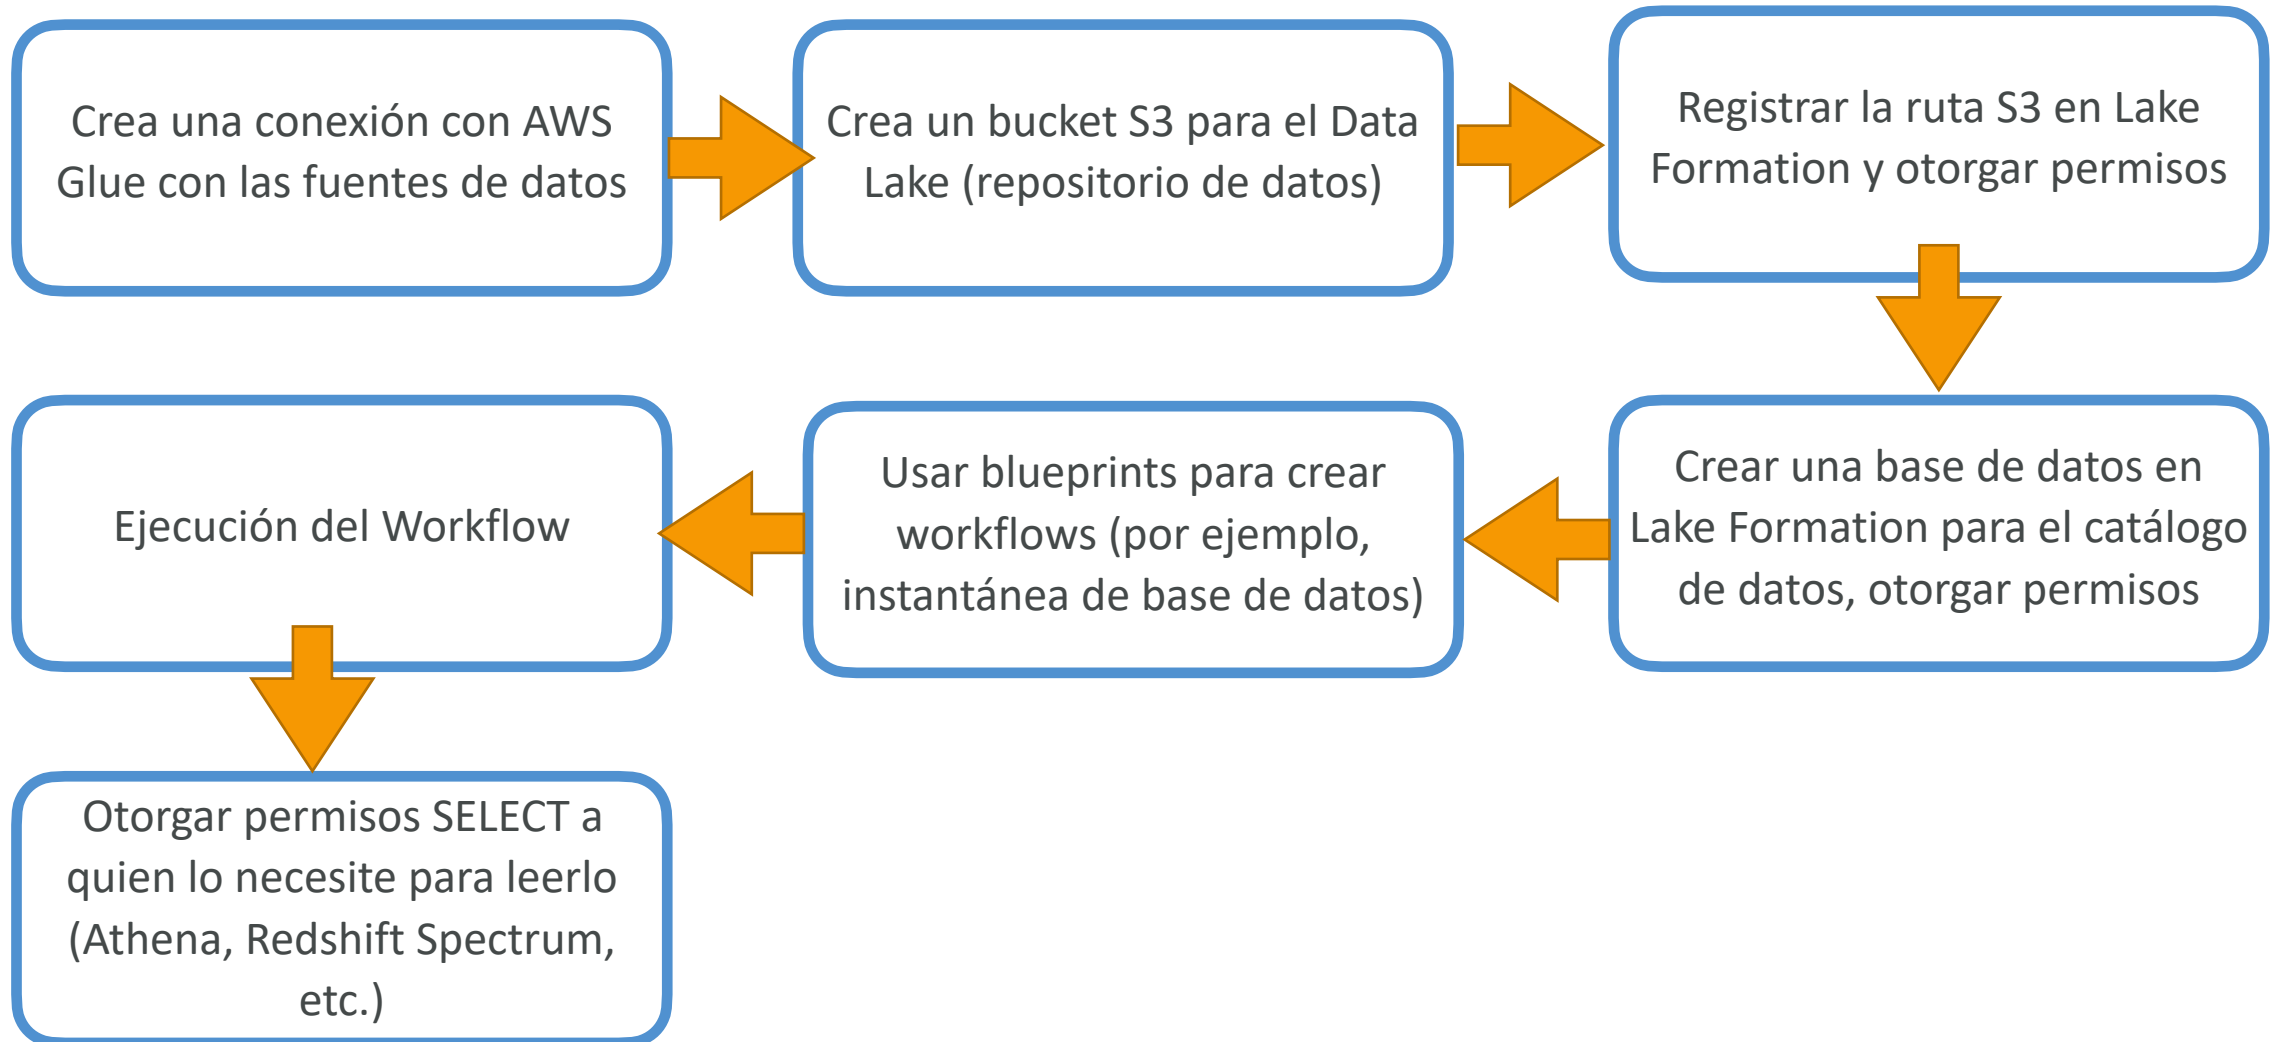 Crea una conexión con AWS
Glue con las fuentes de datos
Crea un bucket S3 para el Data
Lake (repositorio de datos)
Registrar la ruta S3 en Lake
Formation y otorgar permisos
Crear una base de datos en
Lake Formation para el catálogo
de datos, otorgar permisos
Usar blueprints para crear
workflows (por ejemplo,
instantánea de base de datos)
Ejecución del Workflow
Otorgar permisos SELECT a
quien lo necesite para leerlo
(Athena, Redshift Spectrum,
etc.)